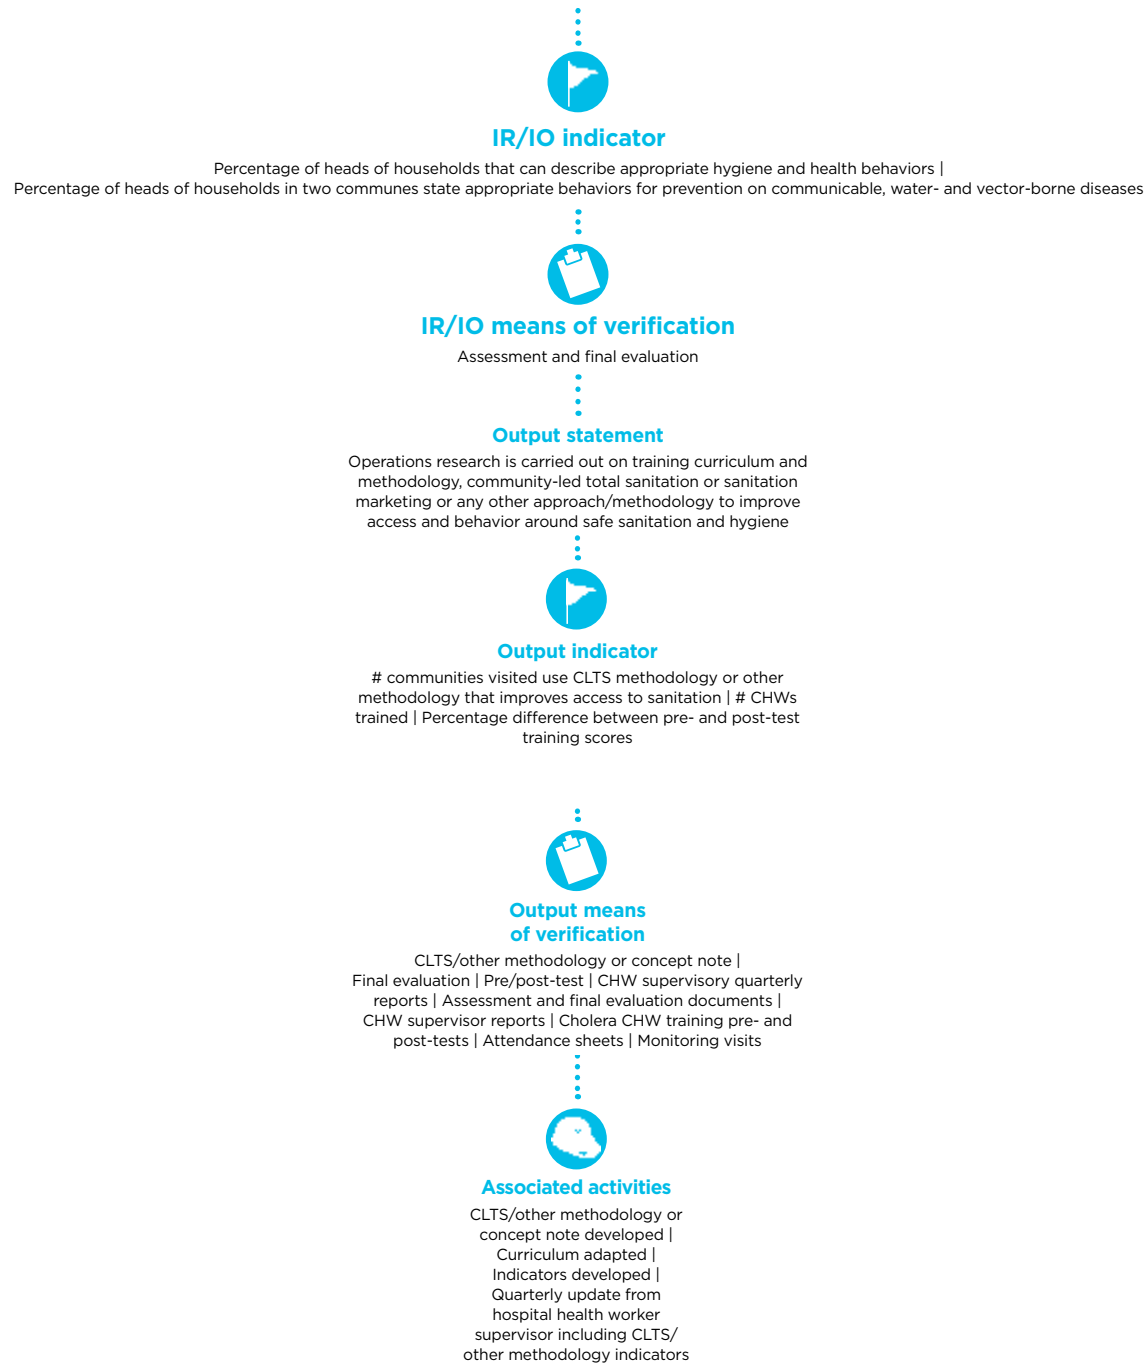 IR/IO indicator
Percentage of heads of households that can describe appropriate hygiene and health behaviors |
Percentage of heads of households in two communes state appropriate behaviors for prevention on communicable, water- and vector-borne diseases
IR/IO means of verification
Assessment and final evaluation
Output statement
Operations research is carried out on training curriculum and
methodology, community-led total sanitation or sanitation
marketing or any other approach/methodology to improve
access and behavior around safe sanitation and hygiene
Output indicator
# communities visited use CLTS methodology or other
methodology that improves access to sanitation | # CHWs
trained | Percentage difference between pre- and post-test
training scores
Output means
of verification
CLTS/other methodology or concept note |
Final evaluation | Pre/post-test | CHW supervisory quarterly
reports | Assessment and final evaluation documents |
CHW supervisor reports | Cholera CHW training pre- and
post-tests | Attendance sheets | Monitoring visits
Associated activities
CLTS/other methodology or
concept note developed |
Curriculum adapted |
Indicators developed |
Quarterly update from
hospital health worker
supervisor including CLTS/
other methodology indicators